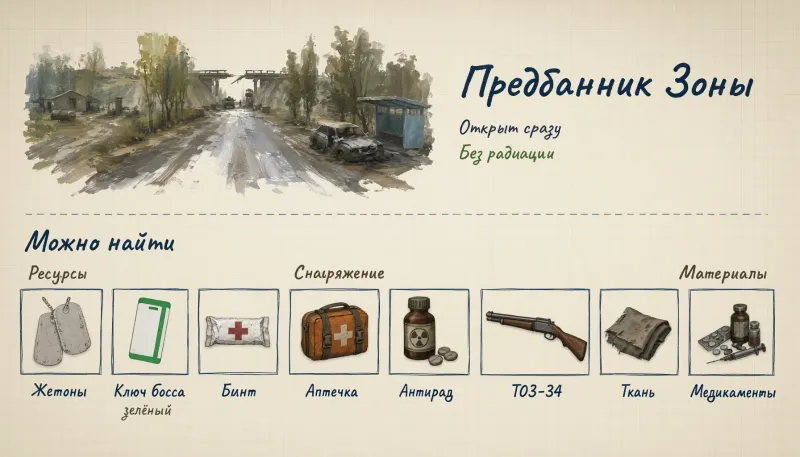 Предбанник Зоны
Открыт сразу
Без радиации
Можно найти
Ресурсы
Снаряжение
Материалы
Жетоны
Ключ босса
зелёный
Бинт
Аптечка
Антирад
ТОЗ-34
Ткань
Медикаменты